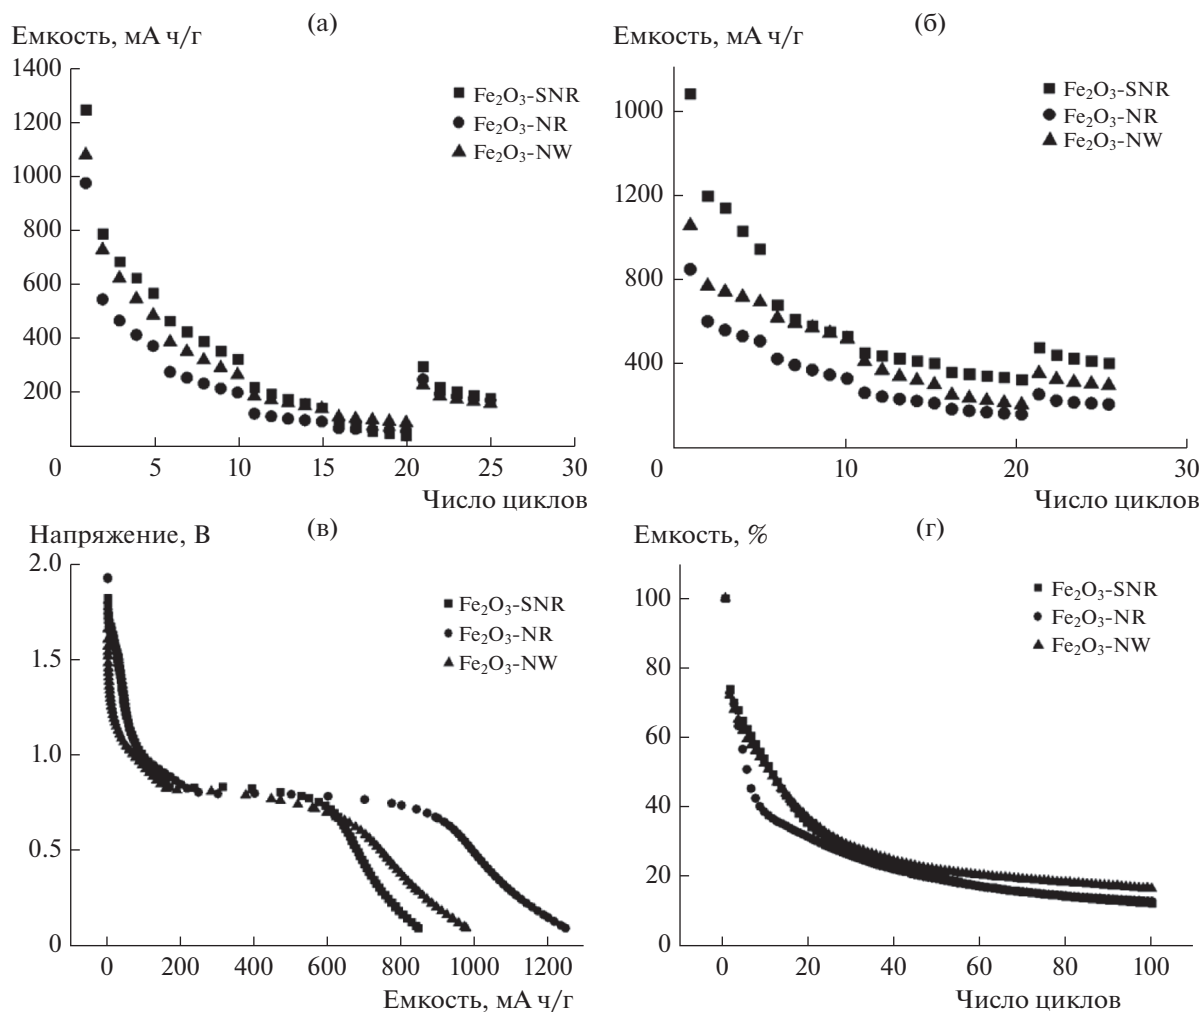 (а)
Емкость, мА ч/г
1400
1200
1000
800
600
400
200
0
5
10
15
20
25
30
Число циклов
Fe₂O₃-SNR
Fe₂O₃-NR
Fe₂O₃-NW
(б)
Емкость, мА ч/г
1000
1200
800
400
0
10
20
30
Число циклов
Fe₂O₃-SNR
Fe₂O₃-NR
Fe₂O₃-NW
(в)
Напряжение, В
2.0
1.5
1.0
0.5
0
0
200
400
600
800
1000
1200
Емкость, мА ч/г
Fe₂O₃-SNR
Fe₂O₃-NR
Fe₂O₃-NW
(г)
Емкость, %
100
80
60
40
20
0
0
20
40
60
80
100
Число циклов
Fe₂O₃-SNR
Fe₂O₃-NR
Fe₂O₃-NW